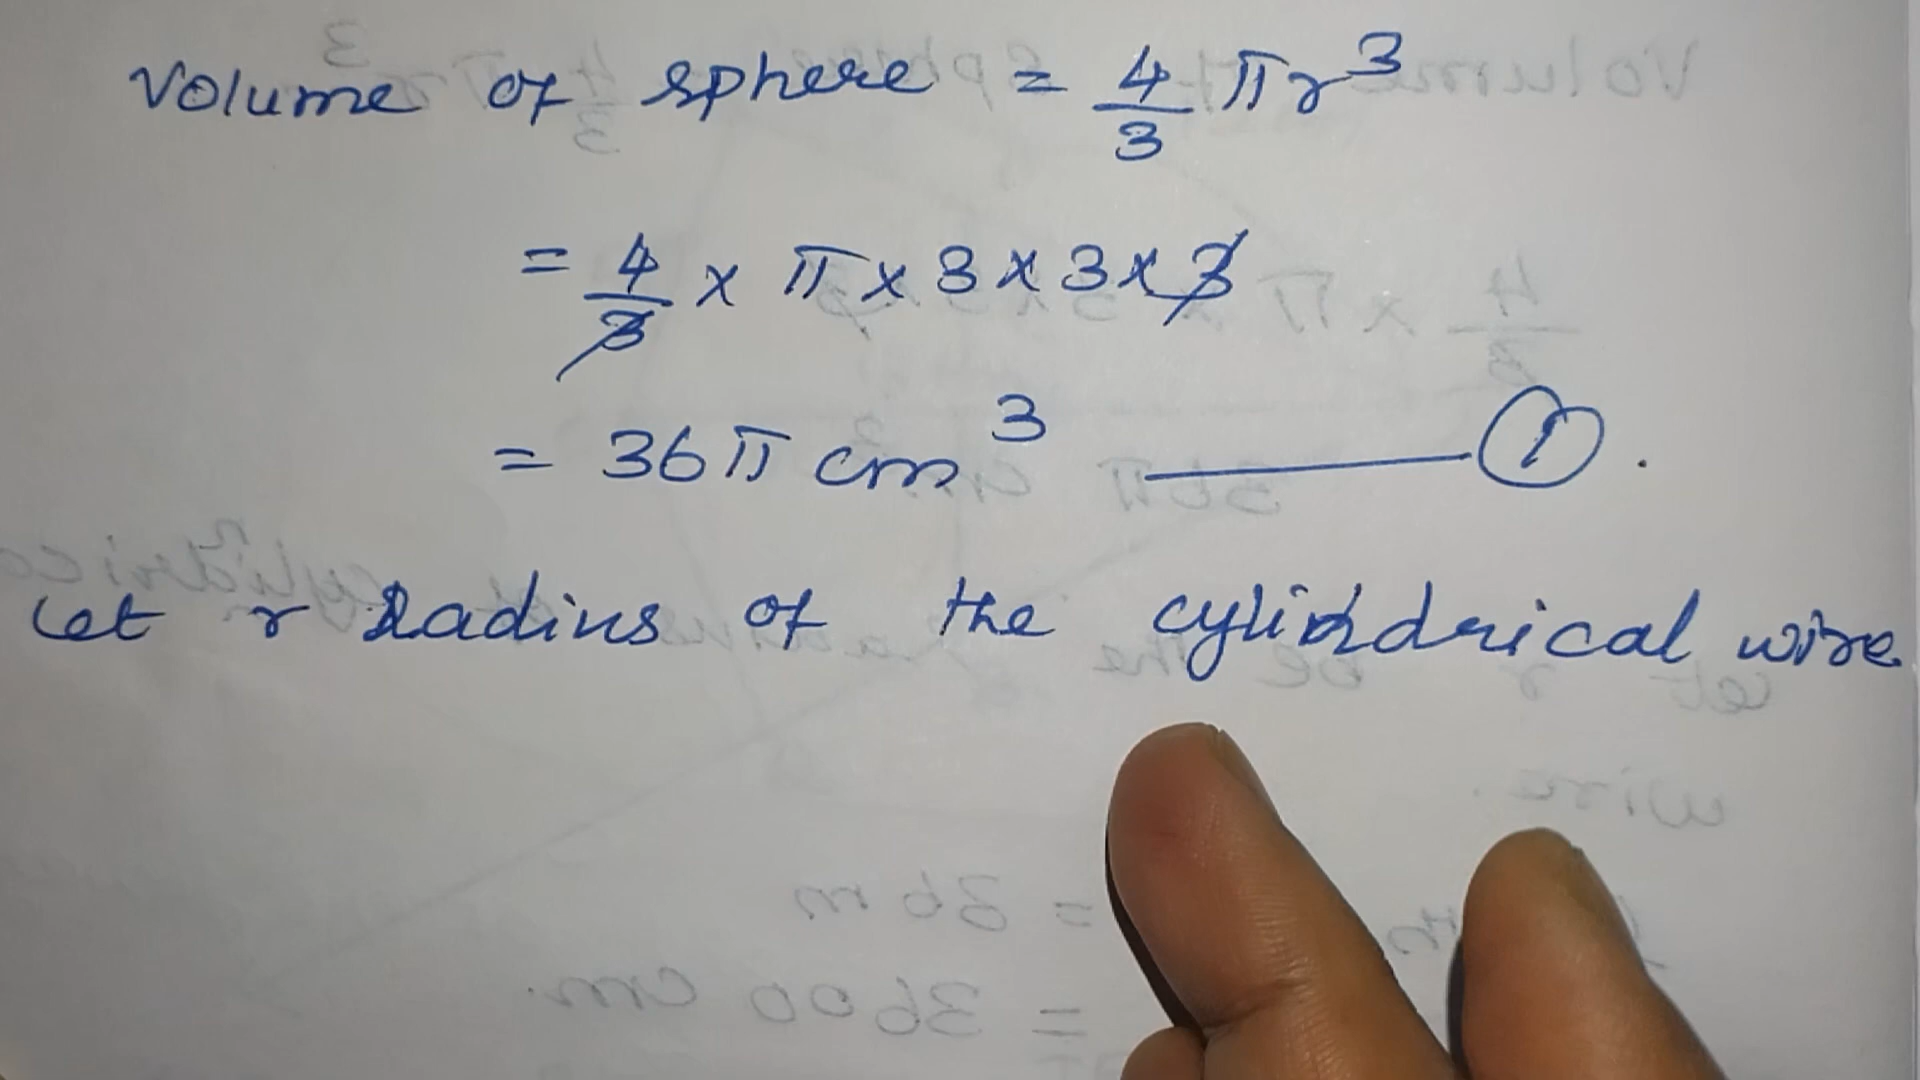 Volume of sphere = 4/3 πr³
= 4/3 × π × 3 × 3 × 3
= 36π cm³ ——— ①.
Let r Radius of the cylindrical wire